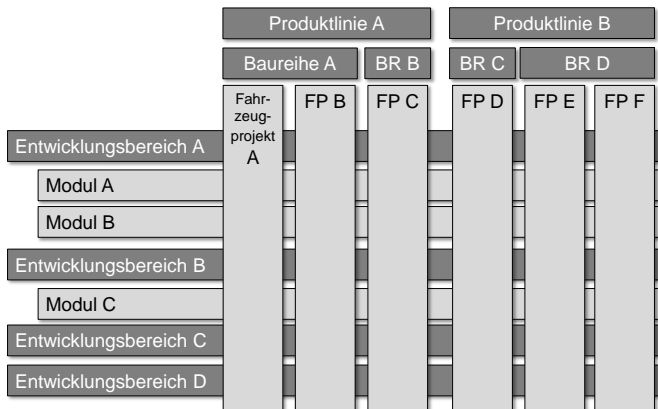 Produktlinie A
Produktlinie B
Baureihe A
BR B
BR C
BR D
Fahr-
zeug-
projekt
A
FP B
FP C
FP D
FP E
FP F
Entwicklungsbereich A
Modul A
Modul B
Entwicklungsbereich B
Modul C
Entwicklungsbereich C
Entwicklungsbereich D